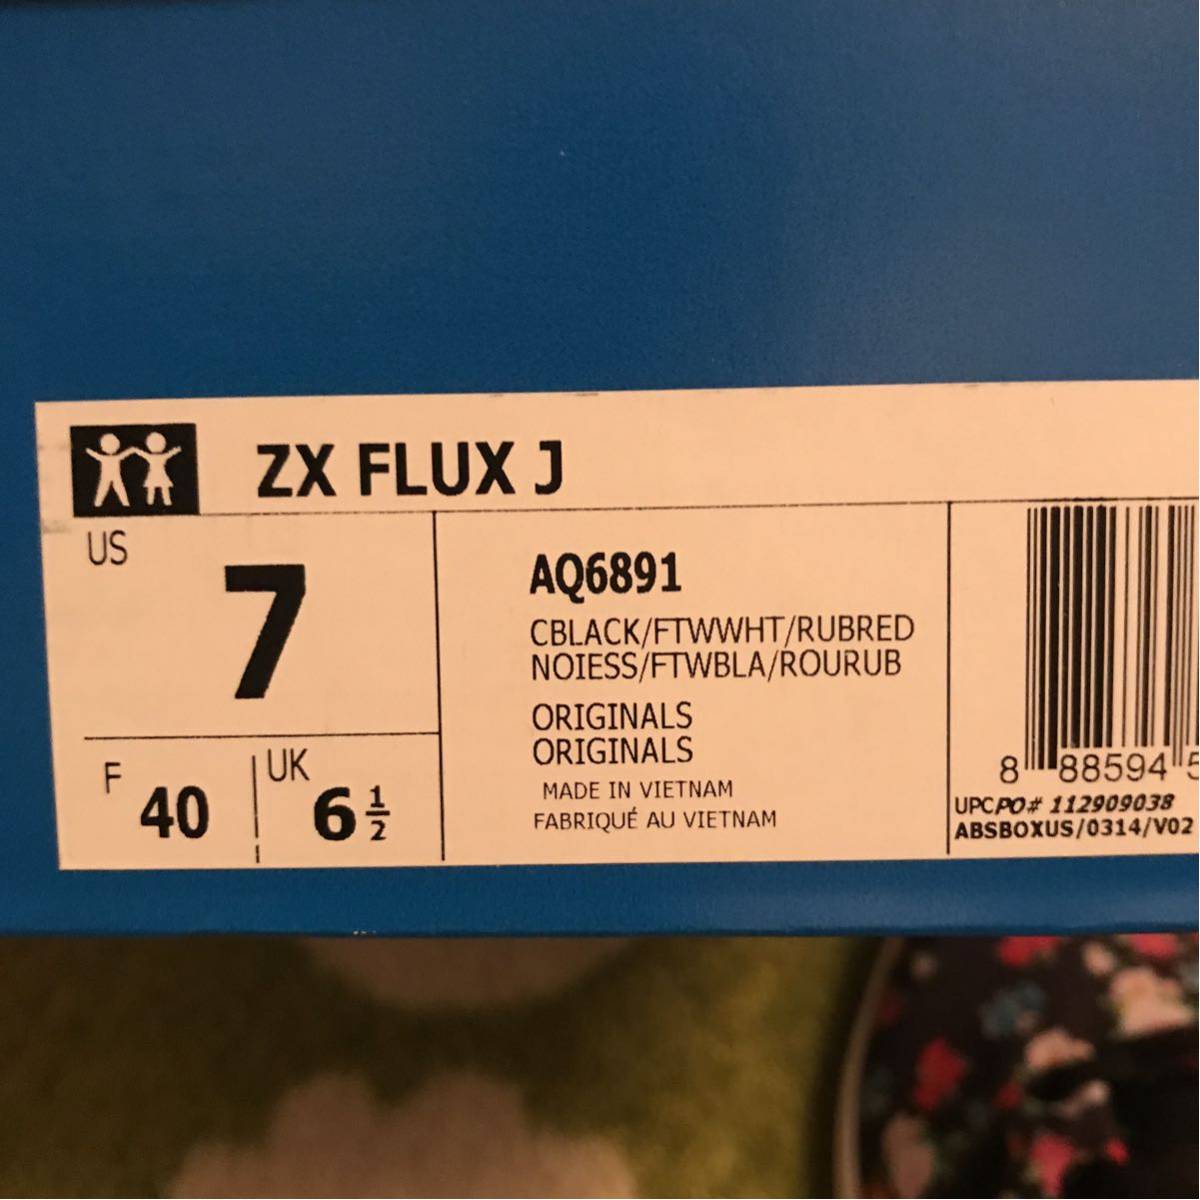 ZX FLUX J
US
7
F 40
UK 6 1/2
AQ6891
CBLACK/FTWWHT/RUBRED
NOIESS/FTWBLA/ROURUB
ORIGINALS
ORIGINALS
MADE IN VIETNAM
FABRIQUÉ AU VIETNAM
8 88594 5
UPC PO# 112909038
ABSBOXUS/0314/V02